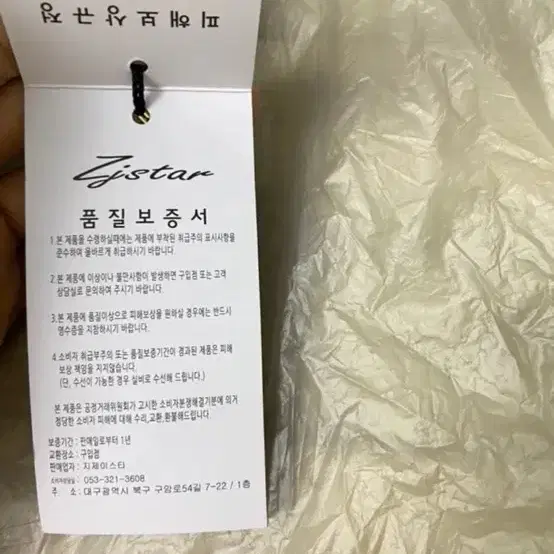 피해보상규정
Zjstar
품질보증서
1.본 제품을 수령하실때에는 제품에 부착된 취급주의 표시사항을
준수하여 올바르게 취급하시기 바랍니다.
2.본 제품에 이상이나 불만사항이 발생하면 구입점 또는 고객
상담실로 문의하여 주시기 바랍니다.
3.본 제품에 품질이상으로 피해보상을 원하실 경우에는 반드시
영수증을 지참하시기 바랍니다.
4.소비자 취급부주의 또는 품질보증기간이 경과된 제품은 피해
보상 책임을 지지않습니다.
(단, 수선이 가능한 경우 실비로 수선해 드립니다.)
본 제품은 공정거래위원회가 고시한 소비자분쟁해결기분에 의거
정당한 소비자 피해에 대해 수리,교환,환불해드립니다.
보증기간 : 판매일로부터 1년
교환장소 : 구입점
판매업자 : 지제이스타
소비자상담실 : 053-321-3608
주 소 : 대구광역시 북구 구암로54길 7-22 / 1층